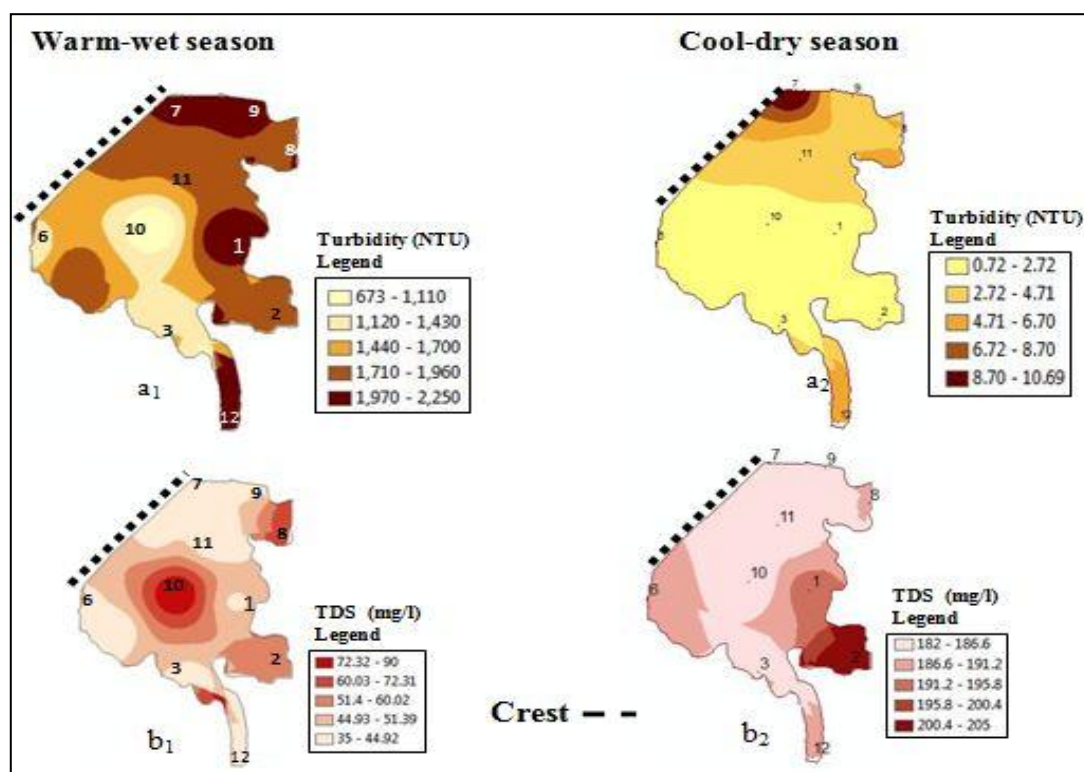 Warm-wet season
Cool-dry season
7
9
8
11
10
6
1
2
3
12
a1
Turbidity (NTU)
Legend
673 - 1,110
1,120 - 1,430
1,440 - 1,700
1,710 - 1,960
1,970 - 2,250
7
9
8
11
10
1
2
3
12
a2
Turbidity (NTU)
Legend
0.72 - 2.72
2.72 - 4.71
4.71 - 6.70
6.72 - 8.70
8.70 - 10.69
7
9
8
11
10
6
1
2
3
12
b1
TDS (mg/l)
Legend
72.32 - 90
60.03 - 72.31
51.4 - 60.02
44.93 - 51.39
35 - 44.92
Crest
7
9
8
11
10
6
1
2
3
12
b2
TDS (mg/l)
Legend
182 - 186.6
186.6 - 191.2
191.2 - 195.8
195.8 - 200.4
200.4 - 205